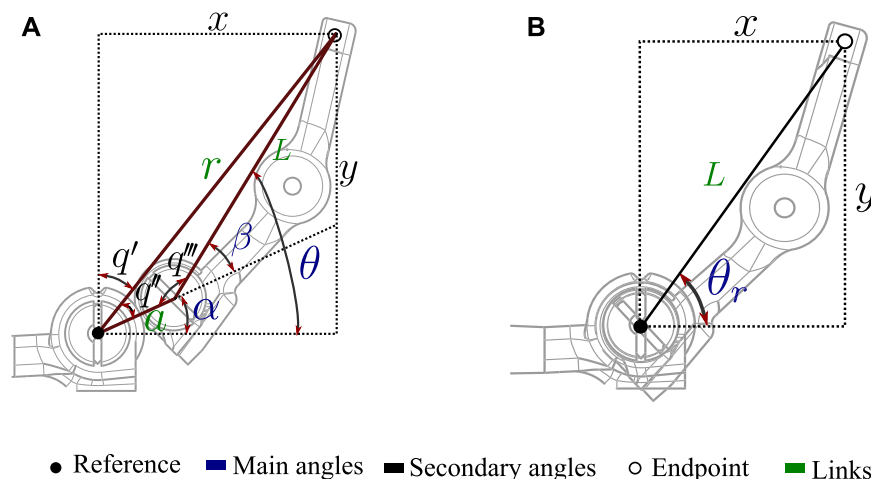 A
x
B
x
r
L
y
L
y
q'
q''
q'''
β
θ
θr
a
α
Reference
Main angles
Secondary angles
Endpoint
Links